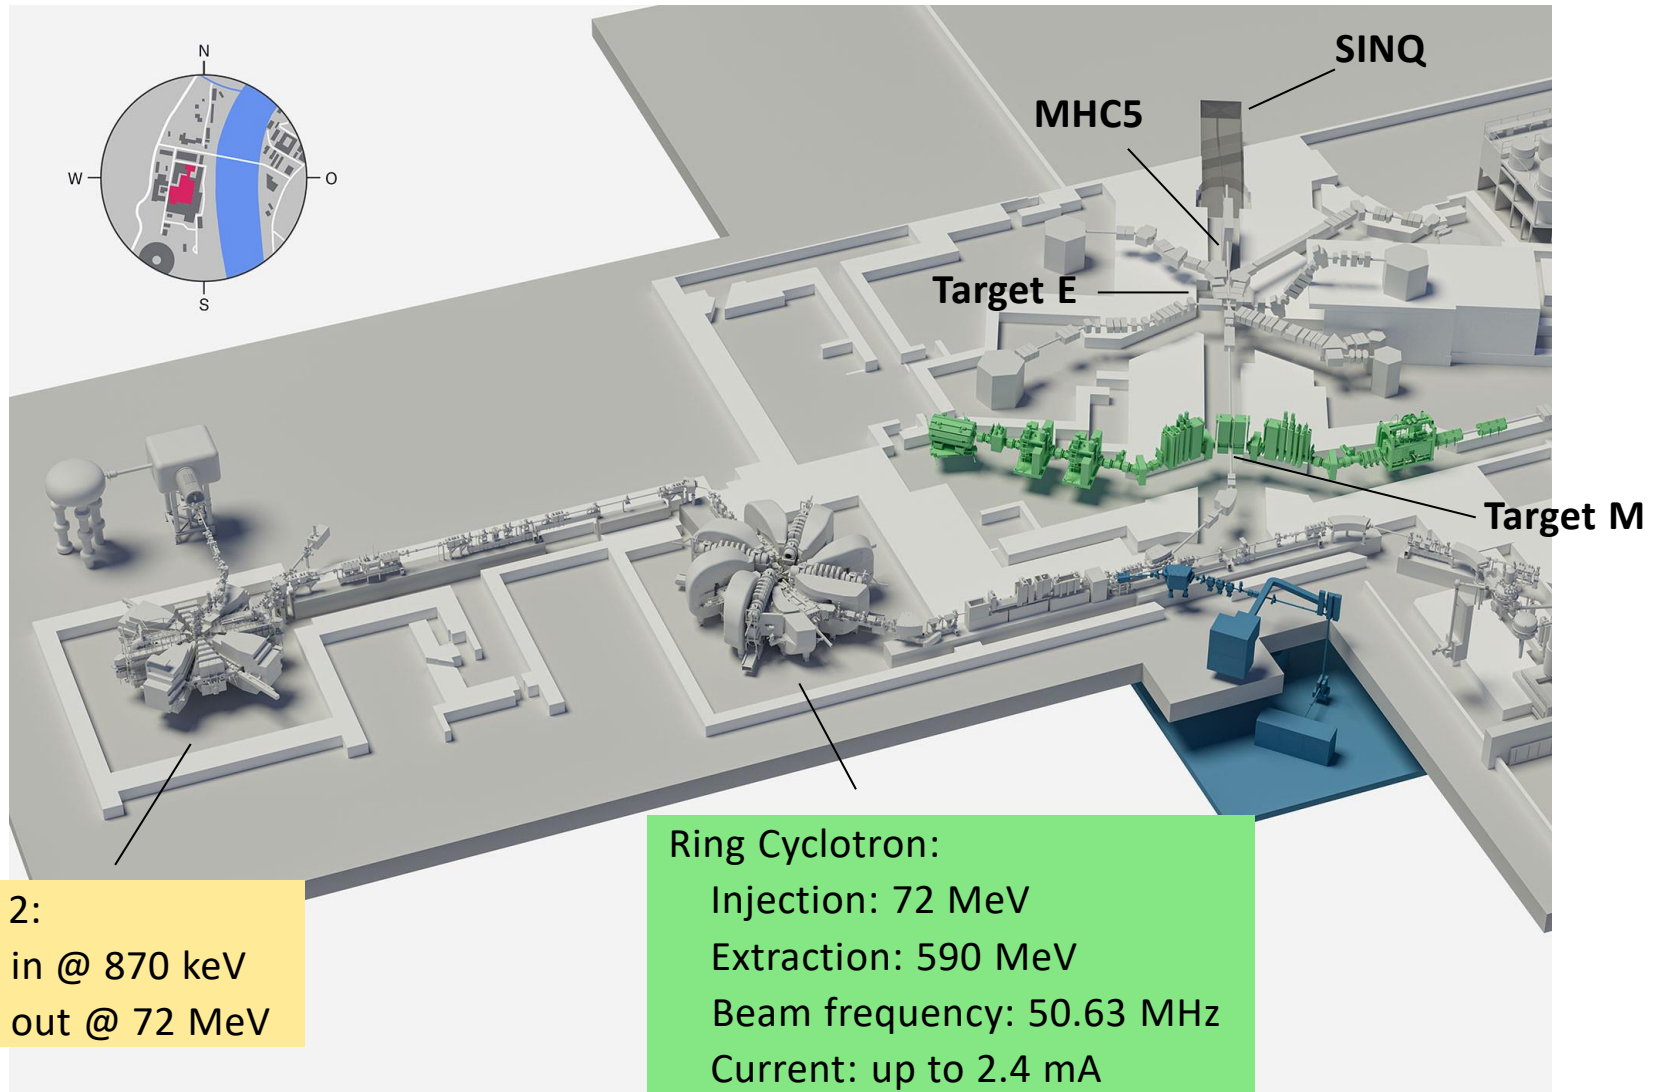 N
W
O
S
SINQ
MHC5
Target E
Target M
2:
in @ 870 keV
out @ 72 MeV
Ring Cyclotron:
Injection: 72 MeV
Extraction: 590 MeV
Beam frequency: 50.63 MHz
Current: up to 2.4 mA